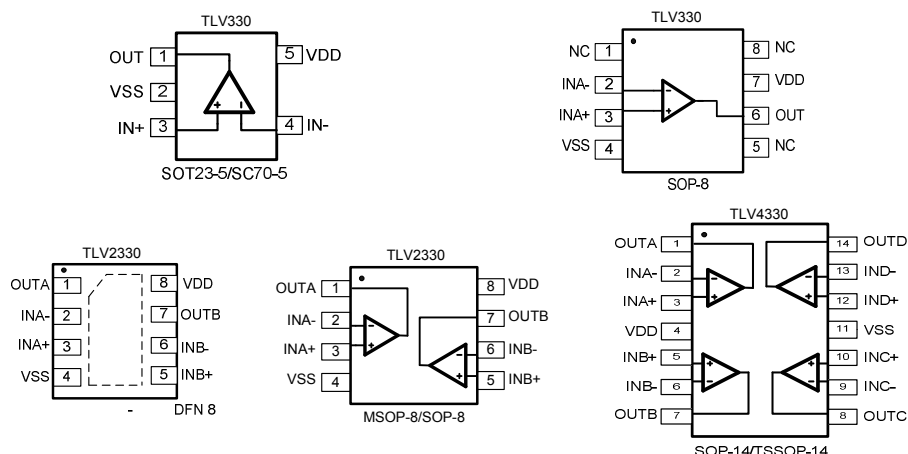 TLV330
OUT 1 5 VDD
VSS 2
IN+ 3 4 IN-
+ -
SOT23-5/SC70-5
TLV330
NC 1 8 NC
INA- 2 7 VDD
INA+ 3 6 OUT
VSS 4 5 NC
- +
SOP-8
TLV2330
OUTA 1 8 VDD
INA- 2 7 OUTB
INA+ 3 6 INB-
VSS 4 5 INB+
- DFN 8
TLV2330
OUTA 1 8 VDD
INA- 2 7 OUTB
INA+ 3 6 INB-
VSS 4 5 INB+
- + - +
MSOP-8/SOP-8
TLV4330
OUTA 1 14 OUTD
INA- 2 13 IND-
INA+ 3 12 IND+
VDD 4 11 VSS
INB+ 5 10 INC+
INB- 6 9 INC-
OUTB 7 8 OUTC
- + - +
+ - + -
SOP-14/TSSOP-14